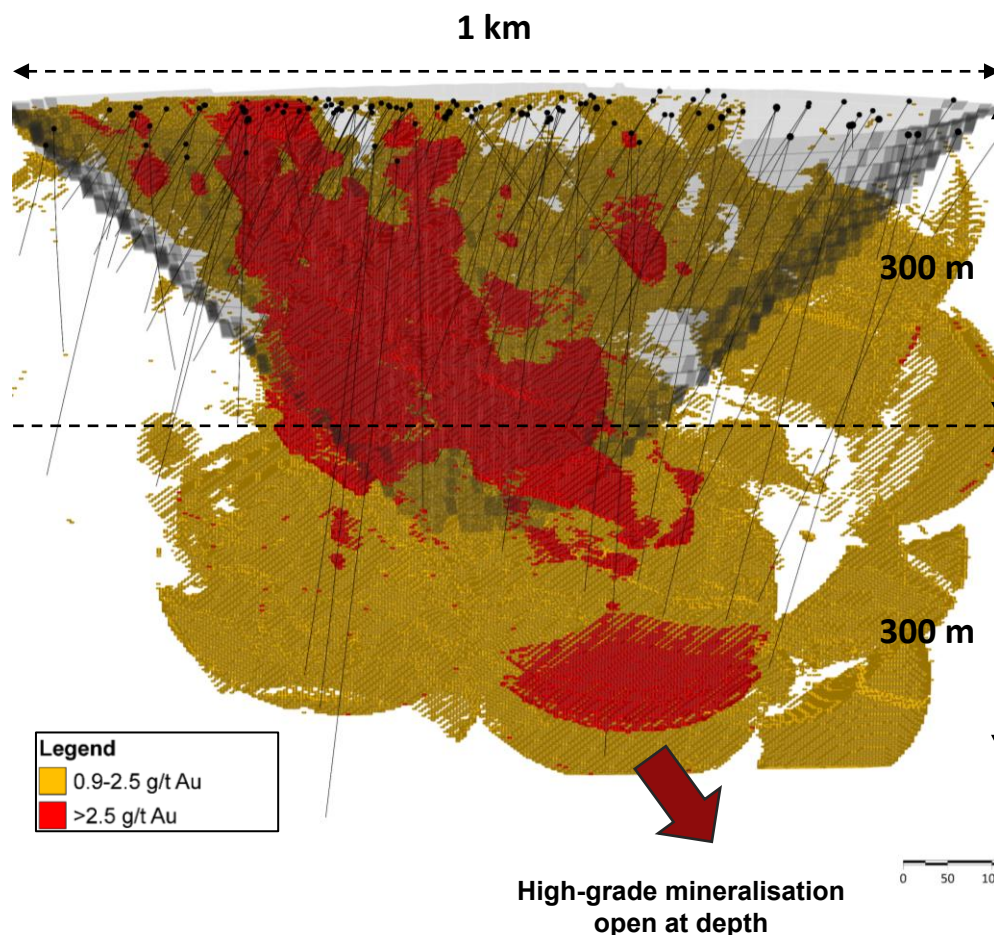 1 km
300 m
300 m
Legend
0.9-2.5 g/t Au
>2.5 g/t Au
High-grade mineralisation
open at depth
0 50